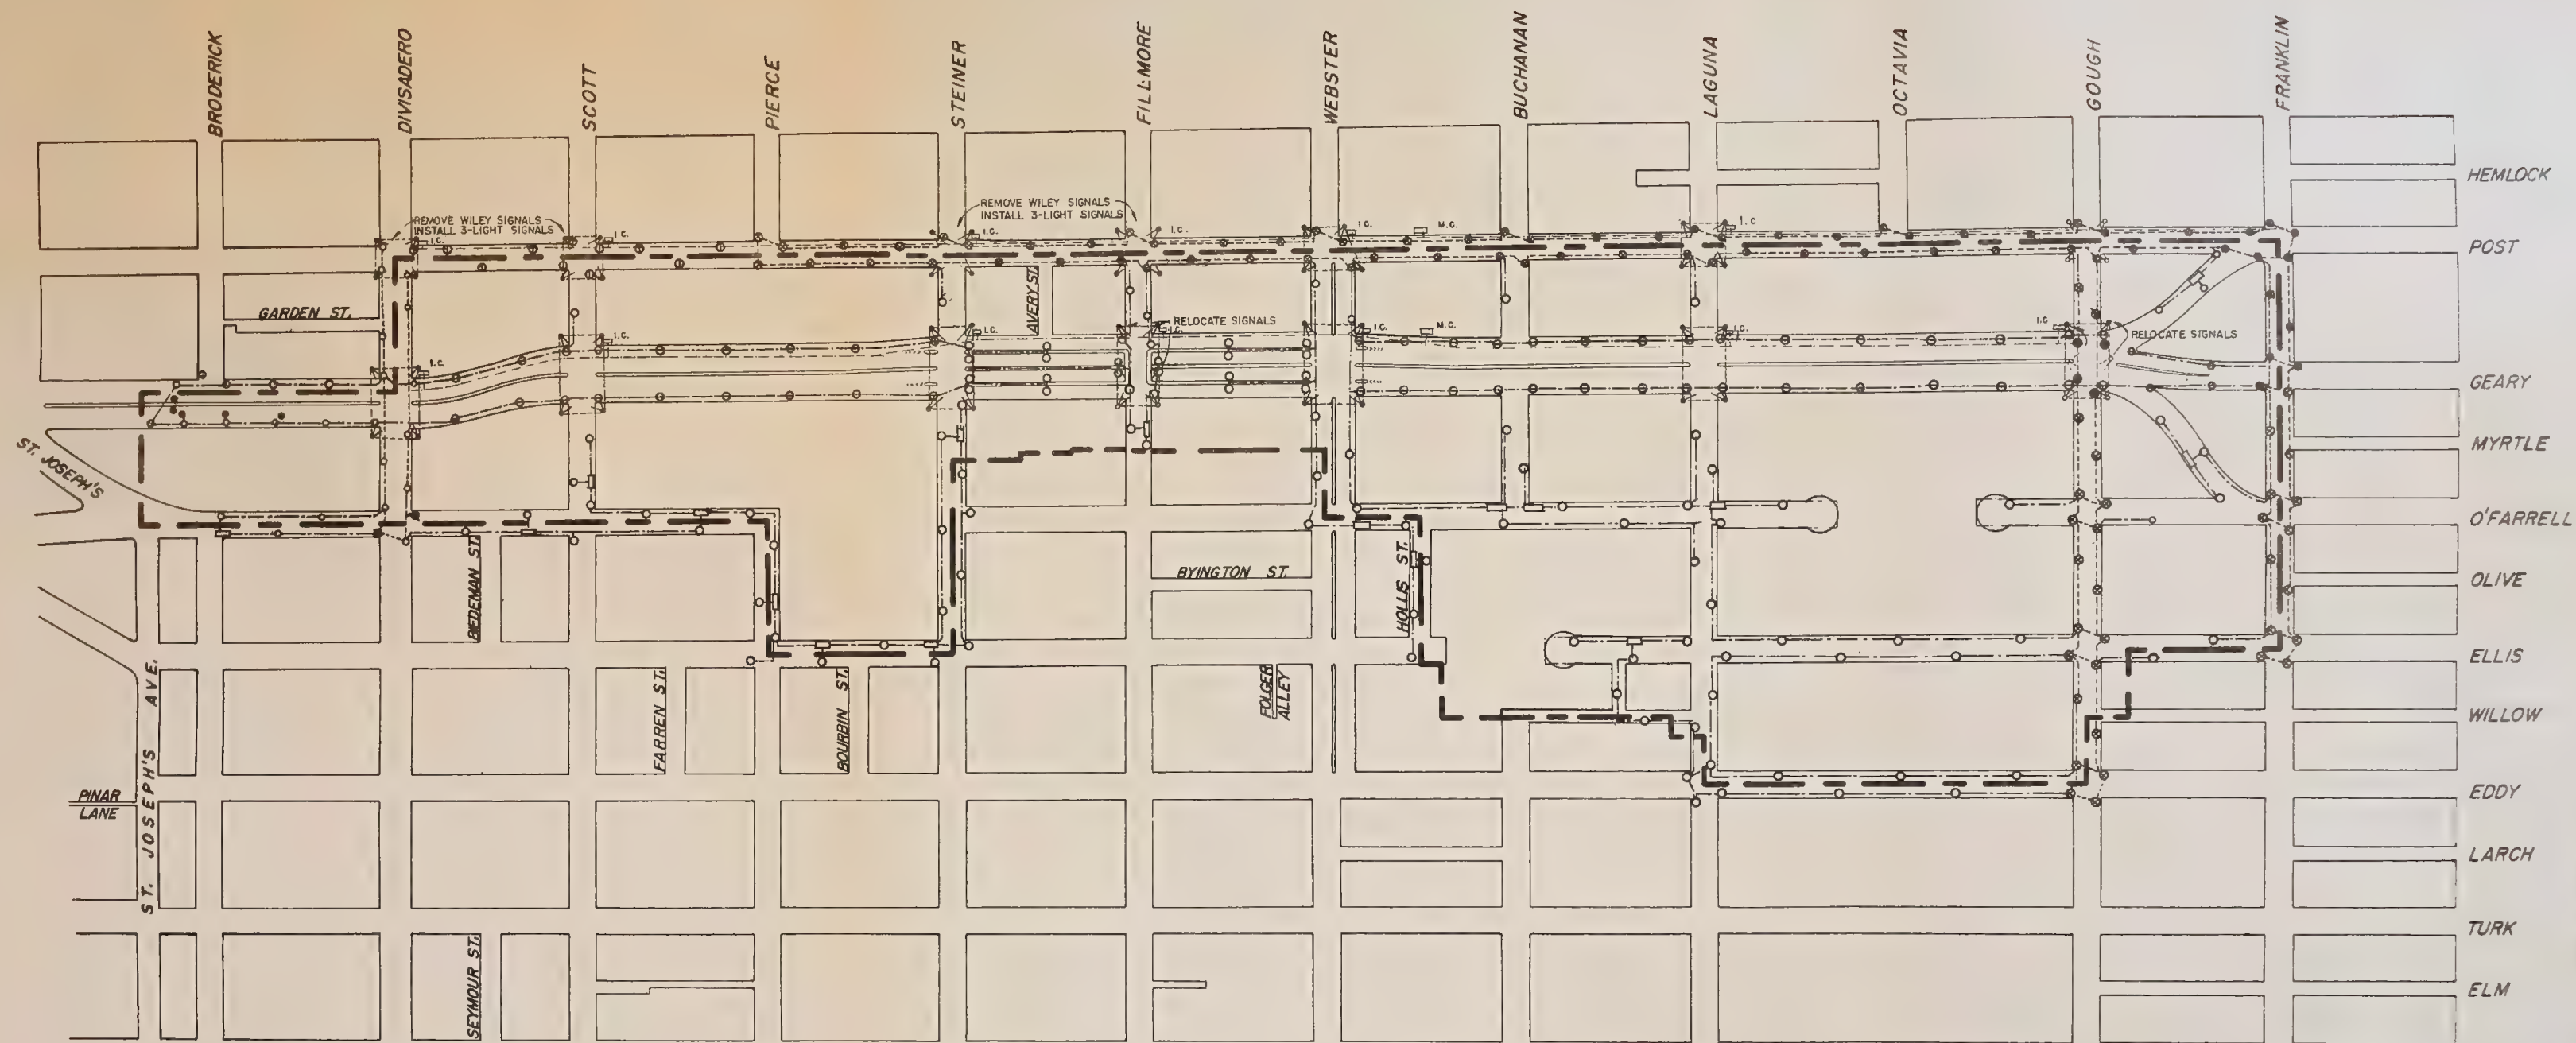 BRODERICK
DIVISADERO
SCOTT
PIERCE
STEINER
FILLMORE
WEBSTER
BUCHANAN
LAGUNA
OCTAVIA
GOUGH
FRANKLIN
HEMLOCK
REMOVE WILEY SIGNALS
INSTALL 3-LIGHT SIGNALS
REMOVE WILEY SIGNALS
INSTALL 3-LIGHT SIGNALS
I.C.
I.C.
I.C.
I.C.
I.C.
M.C.
I.C.
POST
GARDEN ST.
AVERY ST.
RELOCATE SIGNALS
I.C.
I.C.
I.C.
I.C.
I.C.
M.C.
I.C.
I.C.
RELOCATE SIGNALS
GEARY
ST. JOSEPH'S
MYRTLE
O'FARRELL
BIEDEMAN ST.
BYINGTON ST.
HOLLIS ST.
OLIVE
ELLIS
ST. JOSEPH'S AVE.
FARREN ST.
BOURBIN ST.
FOLGER
ALLEY
WILLOW
PINAR
LANE
EDDY
LARCH
TURK
SEYMOUR ST.
ELM